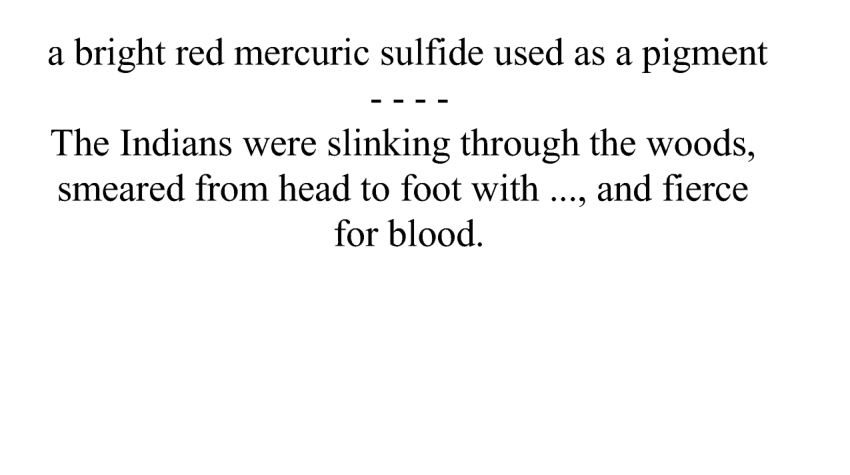 a bright red mercuric sulfide used as a pigment
- - - -
The Indians were slinking through the woods,
smeared from head to foot with ..., and fierce
for blood.